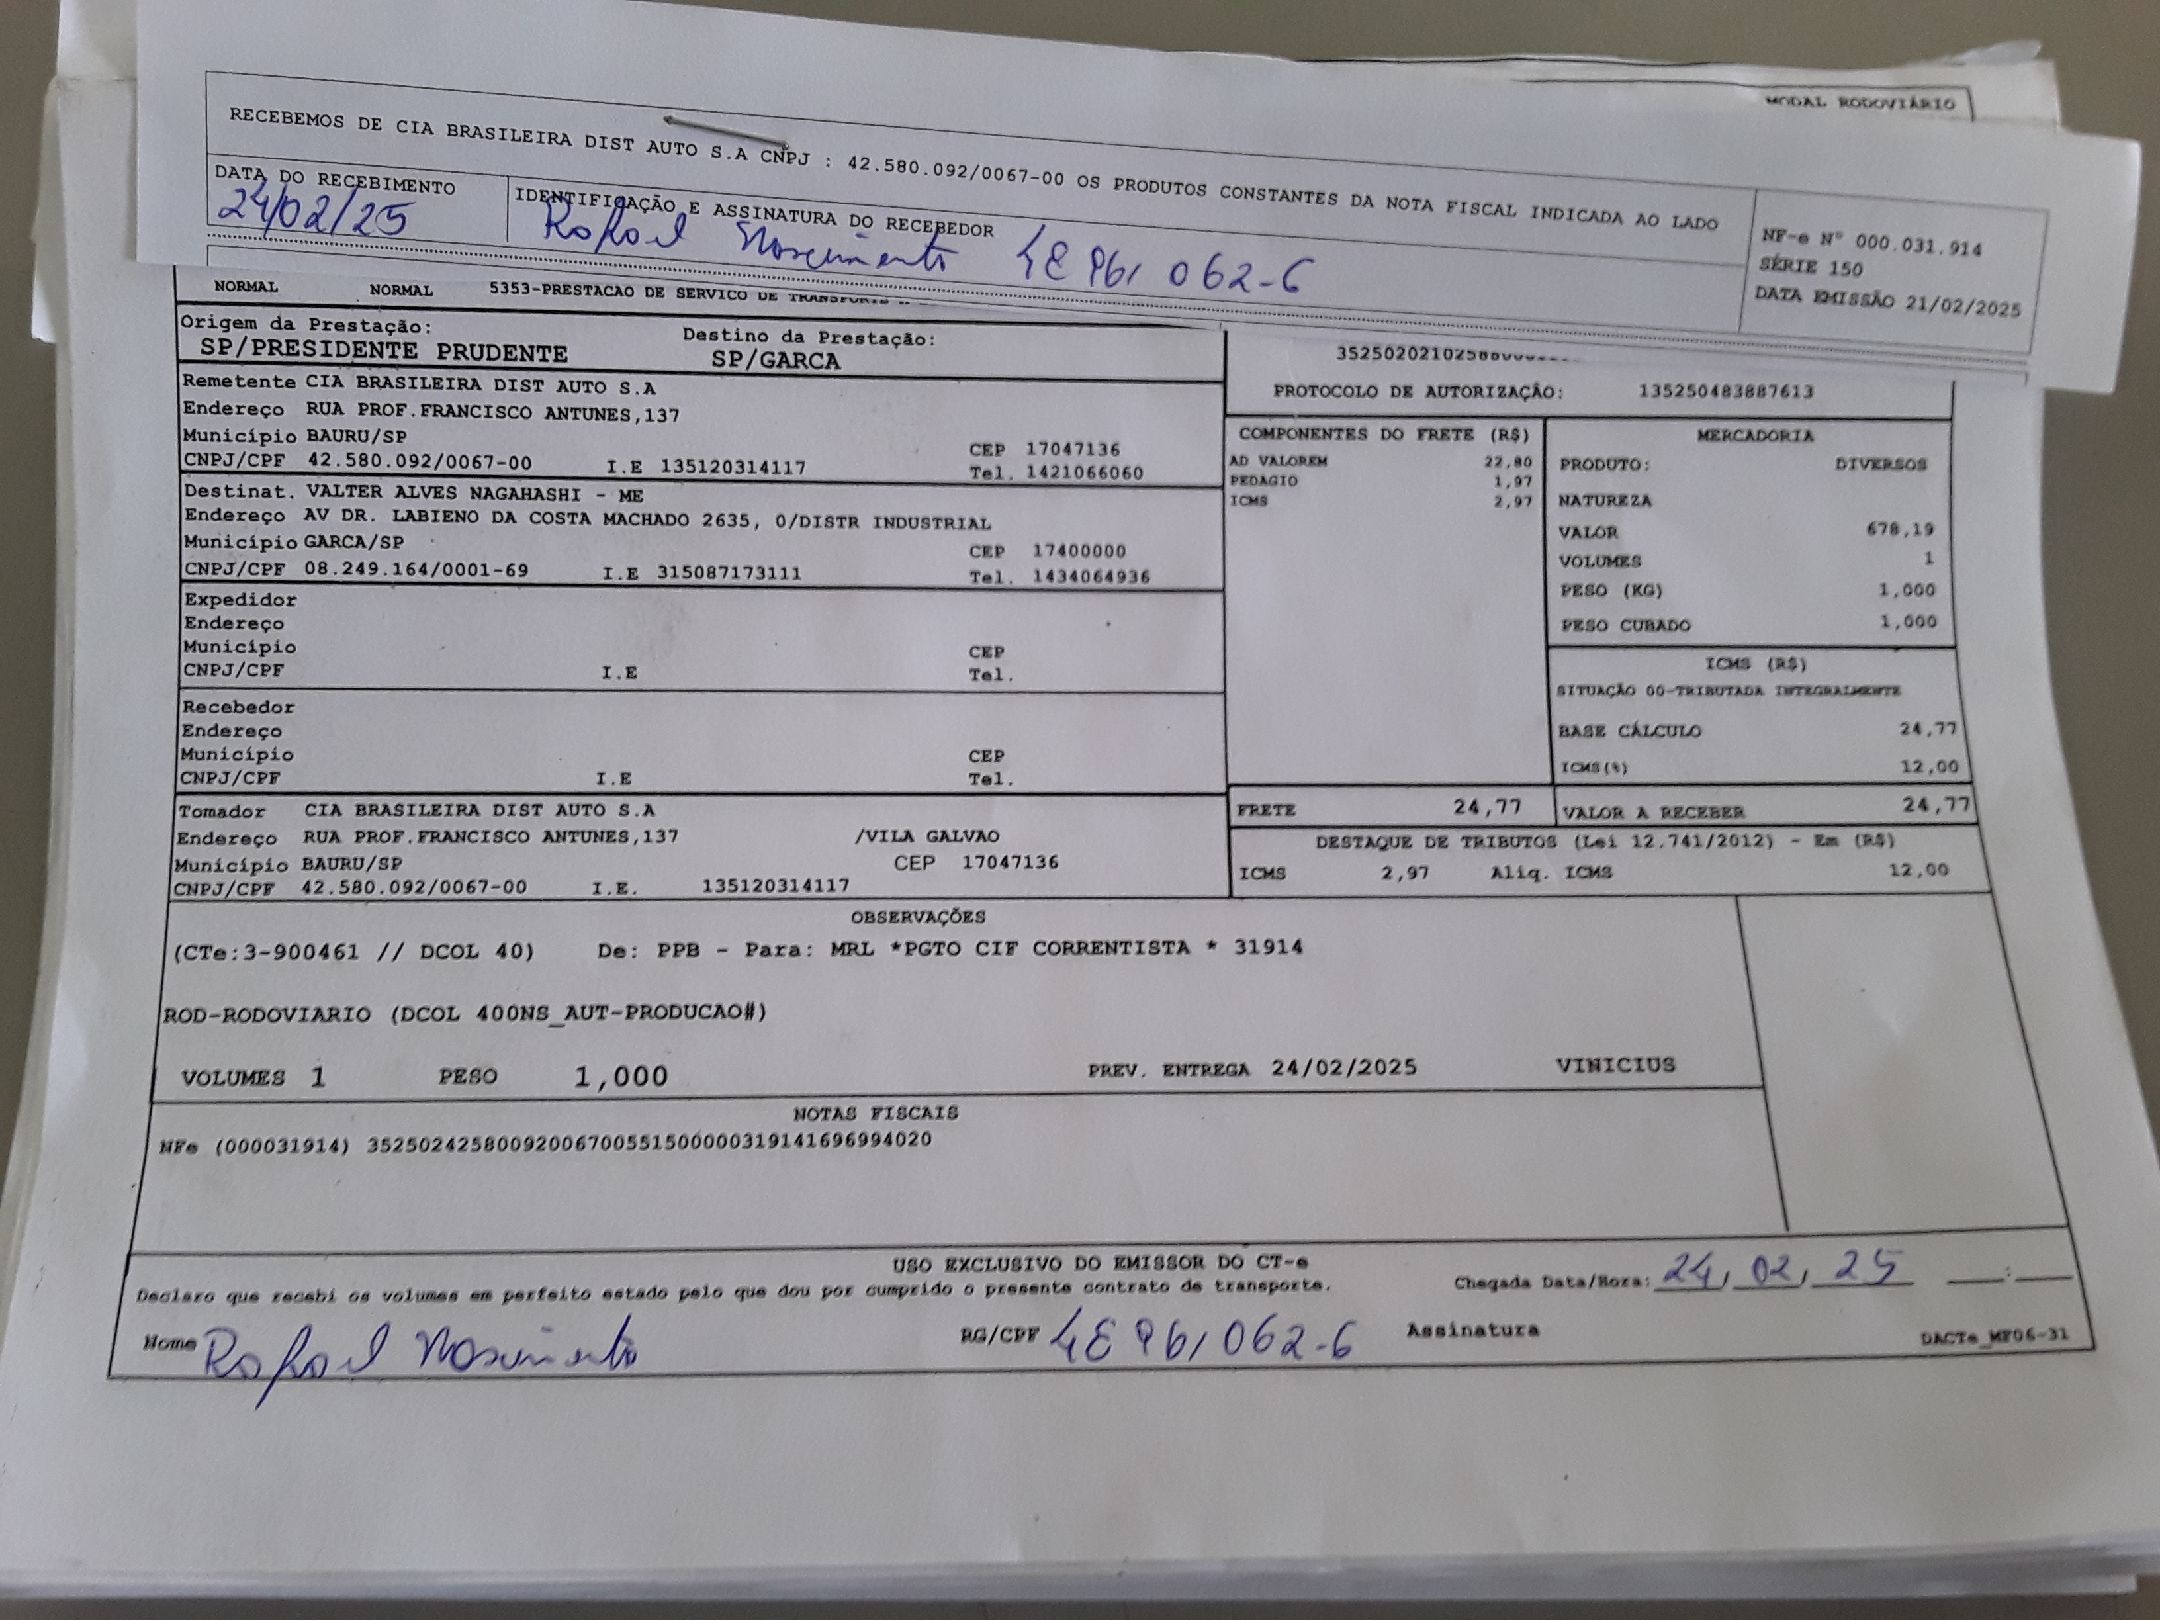 MODAL RODOVIÁRIO
RECEBEMOS DE CIA BRASILEIRA DIST AUTO S.A CNPJ : 42.580.092/0067-00 OS PRODUTOS CONSTANTES DA NOTA FISCAL INDICADA AO LADO
DATA DO RECEBIMENTO
24/02/25
IDENTIFICAÇÃO E ASSINATURA DO RECEBEDOR
Rafael Nascimento
062-6
NF-e Nº 000.031.914
SÉRIE 150
DATA EMISSÃO 21/02/2025
NORMAL NORMAL 5353-PRESTACAO DE SERVICO DE
Origem da Prestação: Destino da Prestação:
SP/PRESIDENTE PRUDENTE SP/GARCA
Remetente CIA BRASILEIRA DIST AUTO S.A
Endereço RUA PROF.FRANCISCO ANTUNES,137
Município BAURU/SP CEP 17047136
CNPJ/CPF 42.580.092/0067-00 I.E 135120314117 Tel. 1421066060
Destinat. VALTER ALVES NAGAHASHI - ME
Endereço AV DR. LABIENO DA COSTA MACHADO 2635, 0/DISTR INDUSTRIAL
Município GARCA/SP CEP 17400000
CNPJ/CPF 08.249.164/0001-69 I.E 315087173111 Tel. 1434064936
Expedidor
Endereço
Município CEP
CNPJ/CPF I.E Tel.
Recebedor
Endereço
Município CEP
CNPJ/CPF I.E Tel.
Tomador CIA BRASILEIRA DIST AUTO S.A
Endereço RUA PROF.FRANCISCO ANTUNES,137 /VILA GALVAO
Município BAURU/SP CEP 17047136
CNPJ/CPF 42.580.092/0067-00 I.E. 135120314117
PROTOCOLO DE AUTORIZAÇÃO: 135250483887613
COMPONENTES DO FRETE (R$)
AD VALOREM 22,80
PEDAGIO 1,97
ICMS 2,97
MERCADORIA
PRODUTO: DIVERSOS
NATUREZA
VALOR 678,19
VOLUMES 1
PESO (KG) 1,000
PESO CUBADO 1,000
ICMS (R$)
SITUAÇÃO 00-TRIBUTADA INTEGRALMENTE
BASE CÁLCULO 24,77
ICMS(%) 12,00
FRETE 24,77 VALOR A RECEBER 24,77
DESTAQUE DE TRIBUTOS (Lei 12.741/2012) - Em (R$)
ICMS 2,97 Aliq. ICMS 12,00
OBSERVAÇÕES
(CTe:3-900461 // DCOL 40) De: PPB - Para: MRL *PGTO CIF CORRENTISTA * 31914
ROD-RODOVIARIO (DCOL 400NS_AUT-PRODUCAO#)
VOLUMES 1 PESO 1,000 PREV. ENTREGA 24/02/2025 VINICIUS
NOTAS FISCAIS
NFe (000031914) 35250242580092006700551500000319141696994020
USO EXCLUSIVO DO EMISSOR DO CT-e
Declaro que recebi os volumes em perfeito estado pelo que dou por cumprido o presente contrato de transporte.
Chegada Data/Hora: 24/02/25 __:__
Nome Rafael Nascimento RG/CPF 062-6 Assinatura
DACTe_MF06-31